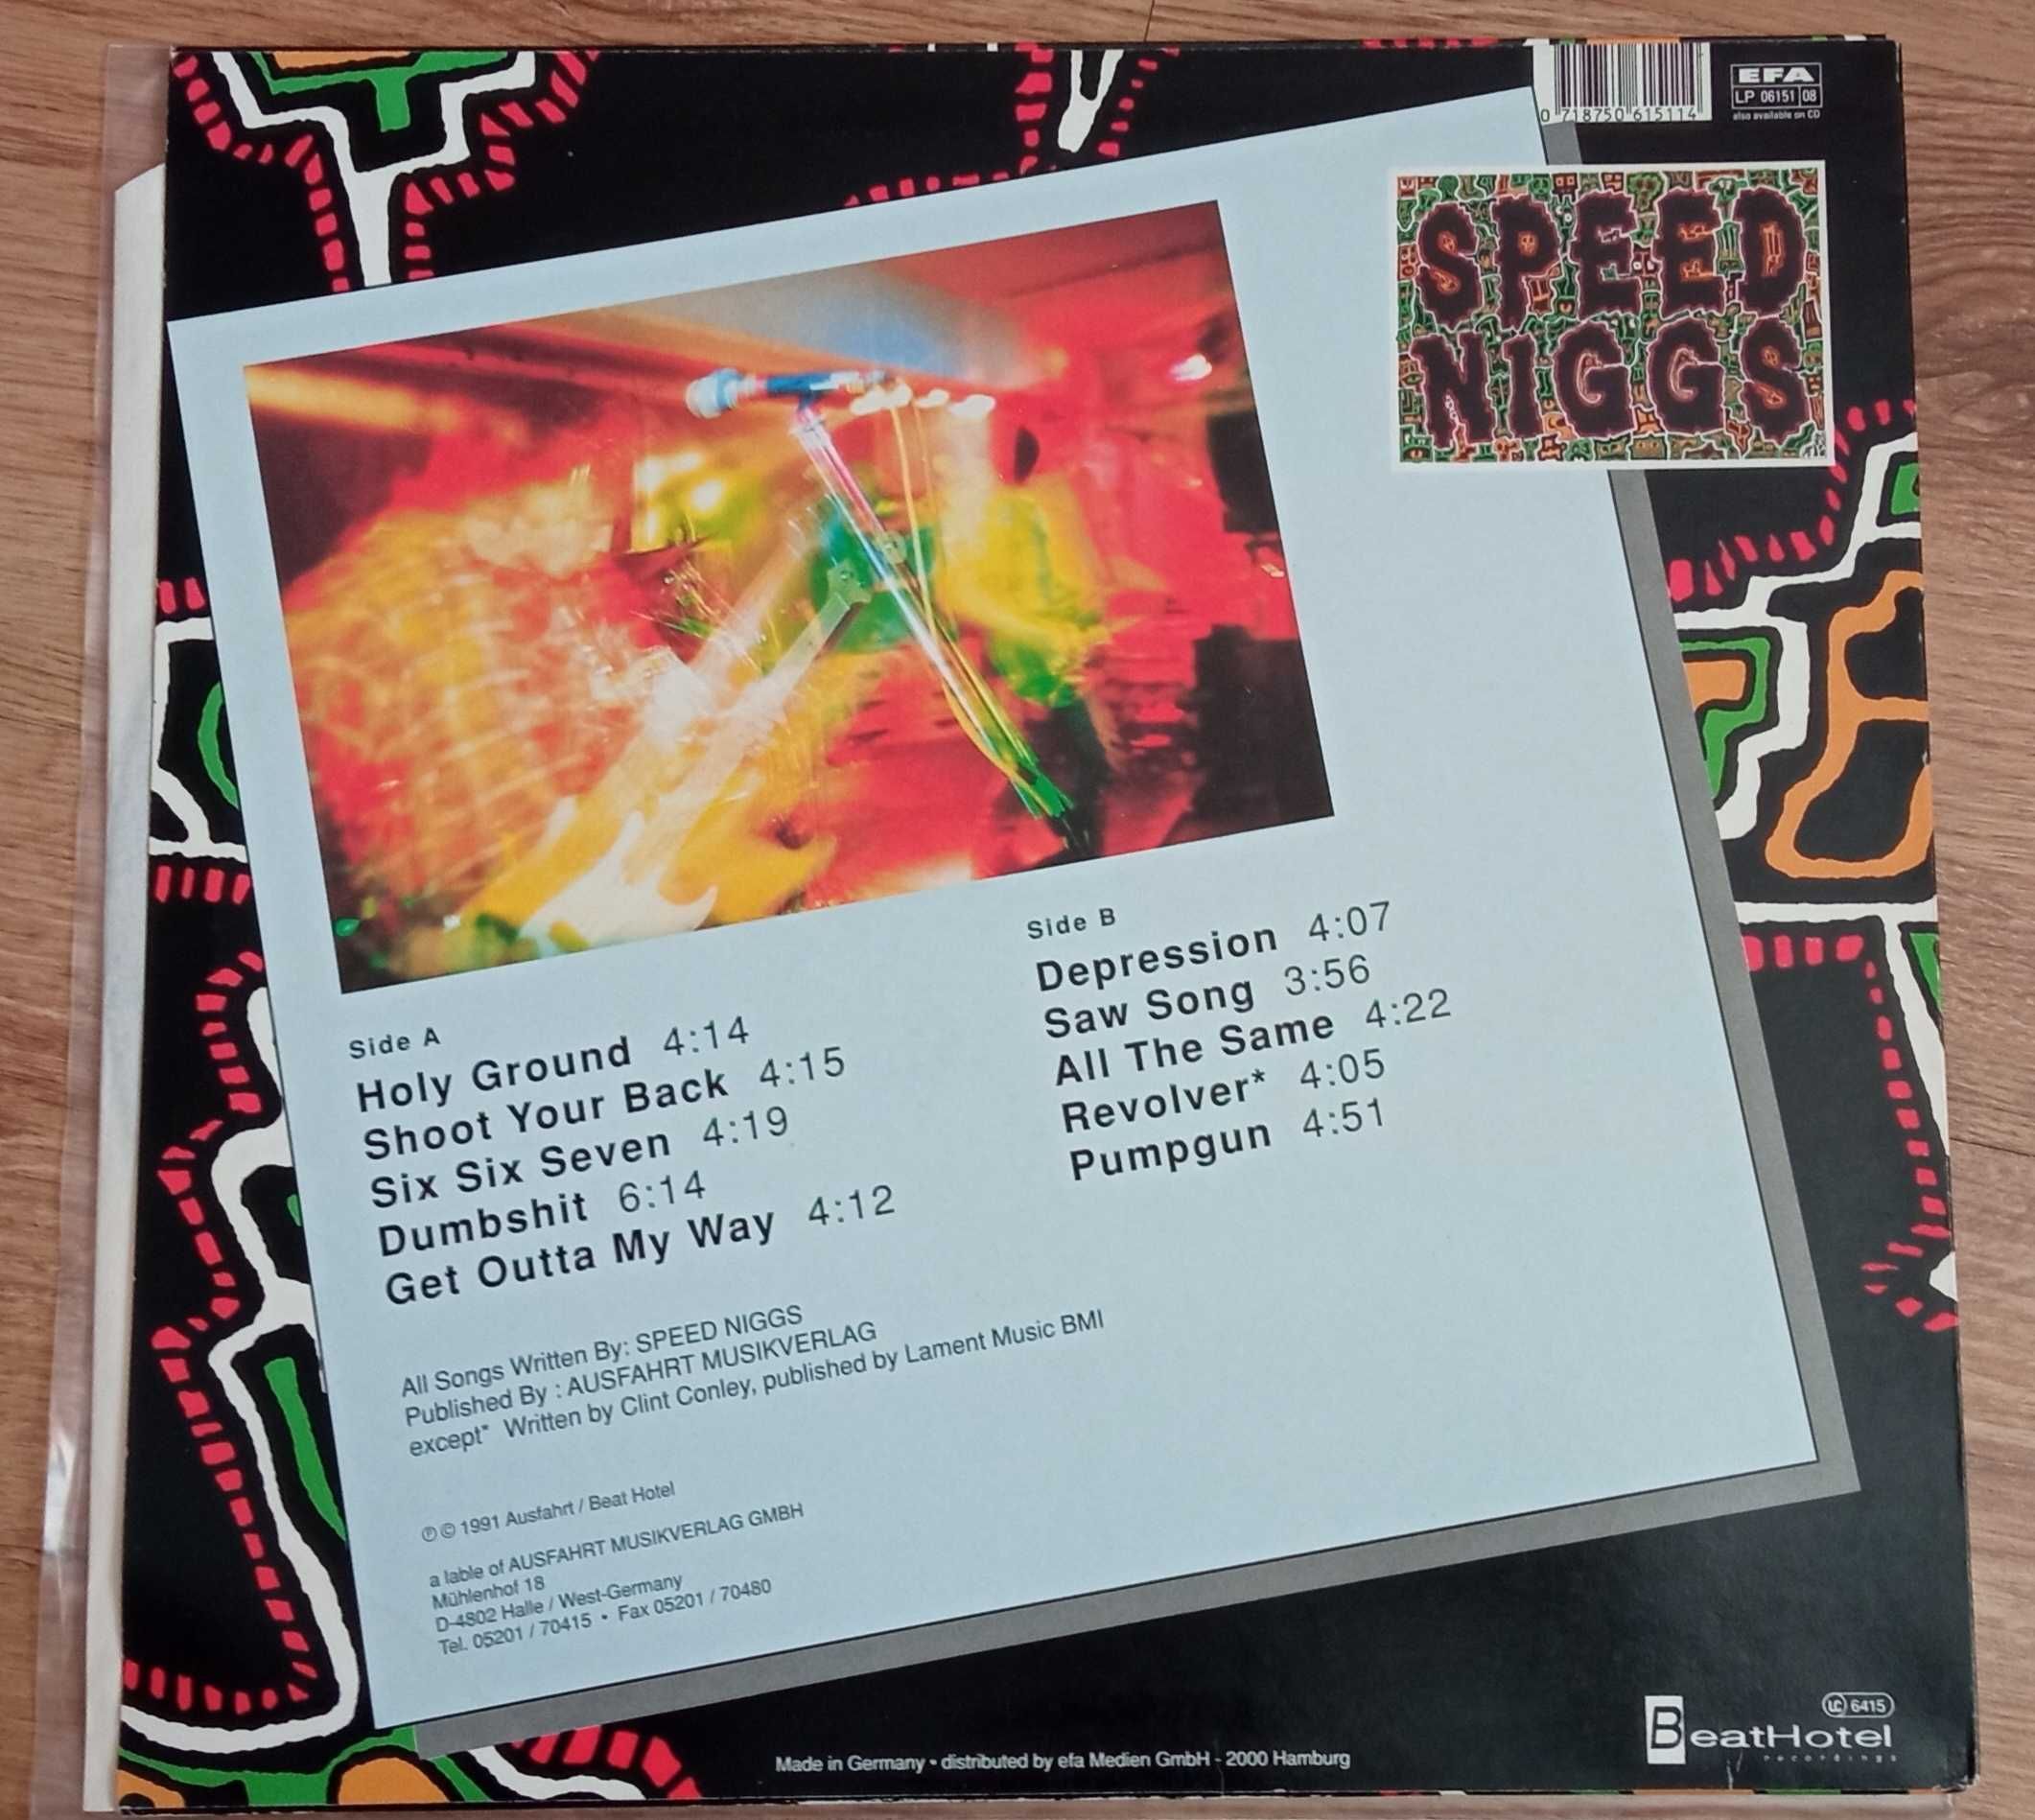 0 718750 615114
EFA
LP 06151 08
also available on CD
SPEED
NIGGS
Side A
Holy Ground 4:14
Shoot Your Back 4:15
Six Six Seven 4:19
Dumbshit 6:14
Get Outta My Way 4:12
Side B
Depression 4:07
Saw Song 3:56
All The Same 4:22
Revolver* 4:05
Pumpgun 4:51
All Songs Written By: SPEED NIGGS
Published By : AUSFAHRT MUSIKVERLAG
except* Written by Clint Conley, published by Lament Music BMI
℗ © 1991 Ausfahrt / Beat Hotel
a lable of AUSFAHRT MUSIKVERLAG GMBH
Mühlenhof 18
D-4802 Halle / West-Germany
Tel. 05201 / 70415 • Fax 05201 / 70480
LC 6415
BeatHotel
recordings
Made in Germany • distributed by efa Medien GmbH - 2000 Hamburg